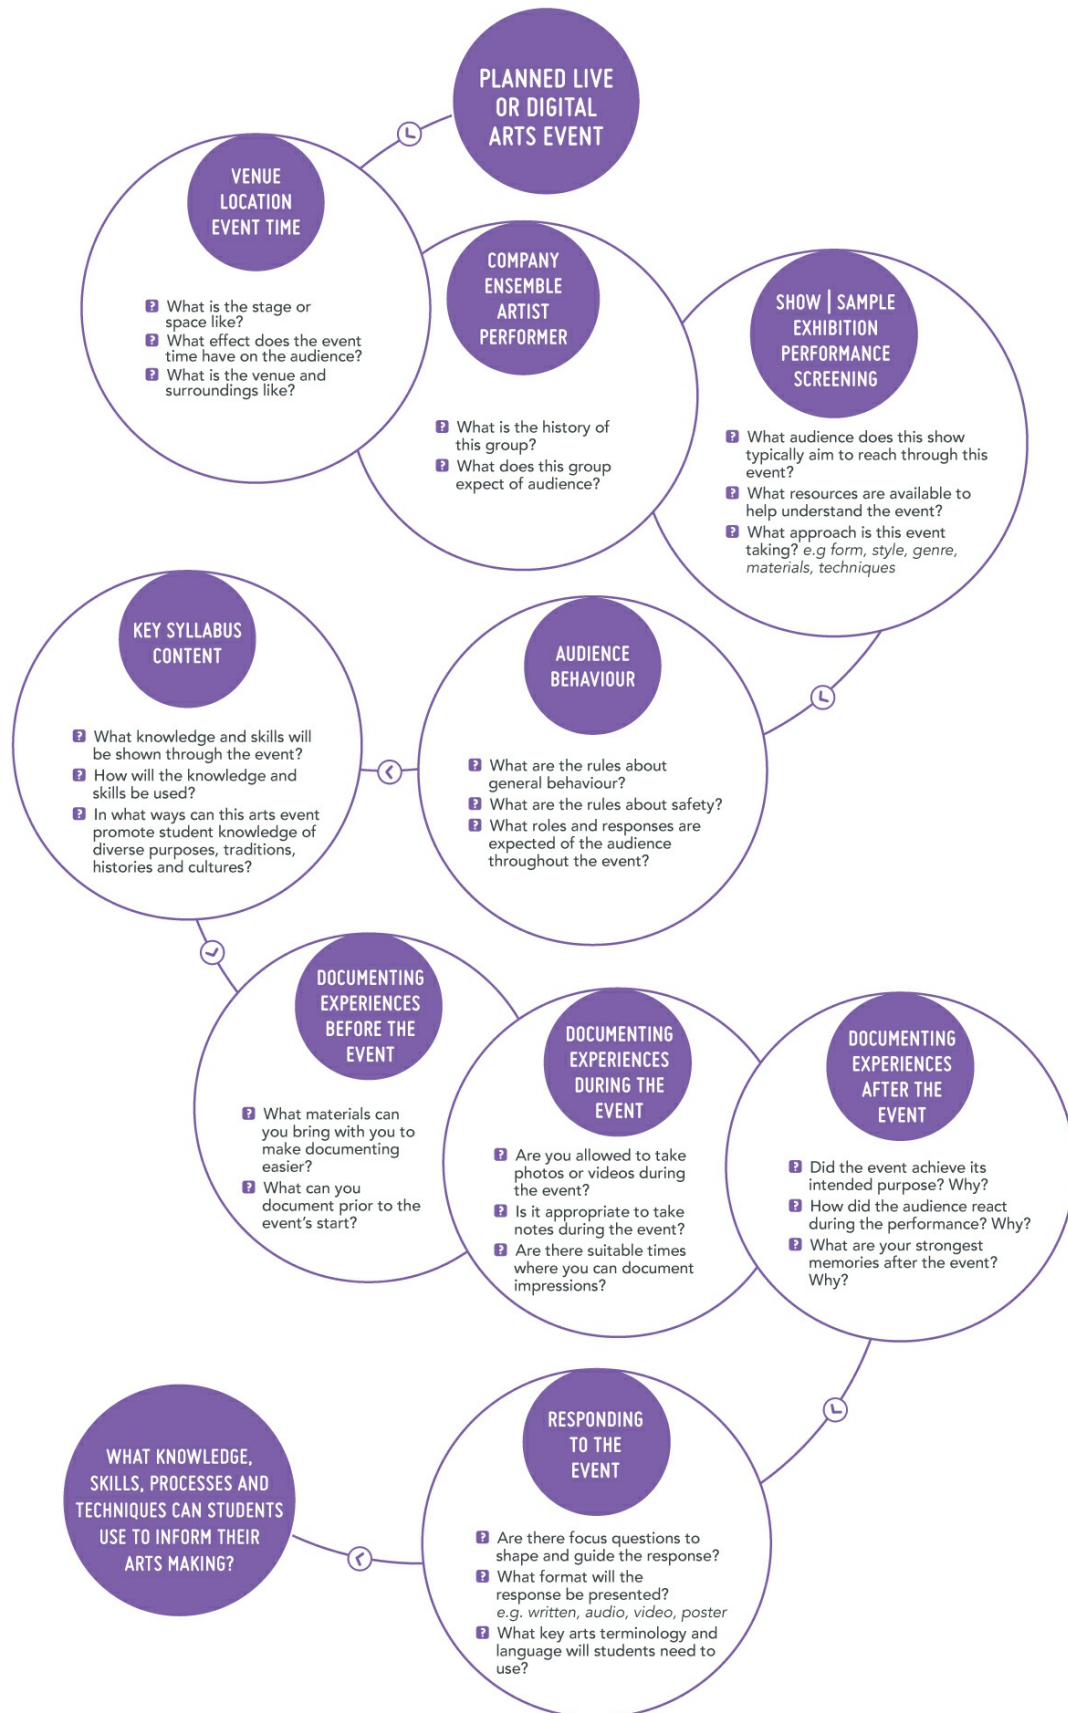 PLANNED LIVE
OR DIGITAL
ARTS EVENT
VENUE
LOCATION
EVENT TIME
What is the stage or
space like?
What effect does the event
time have on the audience?
What is the venue and
surroundings like?
COMPANY
ENSEMBLE
ARTIST
PERFORMER
What is the history of
this group?
What does this group
expect of audience?
SHOW | SAMPLE
EXHIBITION
PERFORMANCE
SCREENING
What audience does this show
typically aim to reach through this
event?
What resources are available to
help understand the event?
What approach is this event
taking? e.g form, style, genre,
materials, techniques
AUDIENCE
BEHAVIOUR
What are the rules about
general behaviour?
What are the rules about safety?
What roles and responses are
expected of the audience
throughout the event?
KEY SYLLABUS
CONTENT
What knowledge and skills will
be shown through the event?
How will the knowledge and
skills be used?
In what ways can this arts event
promote student knowledge of
diverse purposes, traditions,
histories and cultures?
DOCUMENTING
EXPERIENCES
BEFORE THE
EVENT
What materials can
you bring with you to
make documenting
easier?
What can you
document prior to the
event's start?
DOCUMENTING
EXPERIENCES
DURING THE
EVENT
Are you allowed to take
photos or videos during
the event?
Is it appropriate to take
notes during the event?
Are there suitable times
where you can document
impressions?
DOCUMENTING
EXPERIENCES
AFTER THE
EVENT
Did the event achieve its
intended purpose? Why?
How did the audience react
during the performance? Why?
What are your strongest
memories after the event?
Why?
RESPONDING
TO THE
EVENT
Are there focus questions to
shape and guide the response?
What format will the
response be presented?
e.g. written, audio, video, poster
What key arts terminology and
language will students need to
use?
WHAT KNOWLEDGE,
SKILLS, PROCESSES AND
TECHNIQUES CAN STUDENTS
USE TO INFORM THEIR
ARTS MAKING?